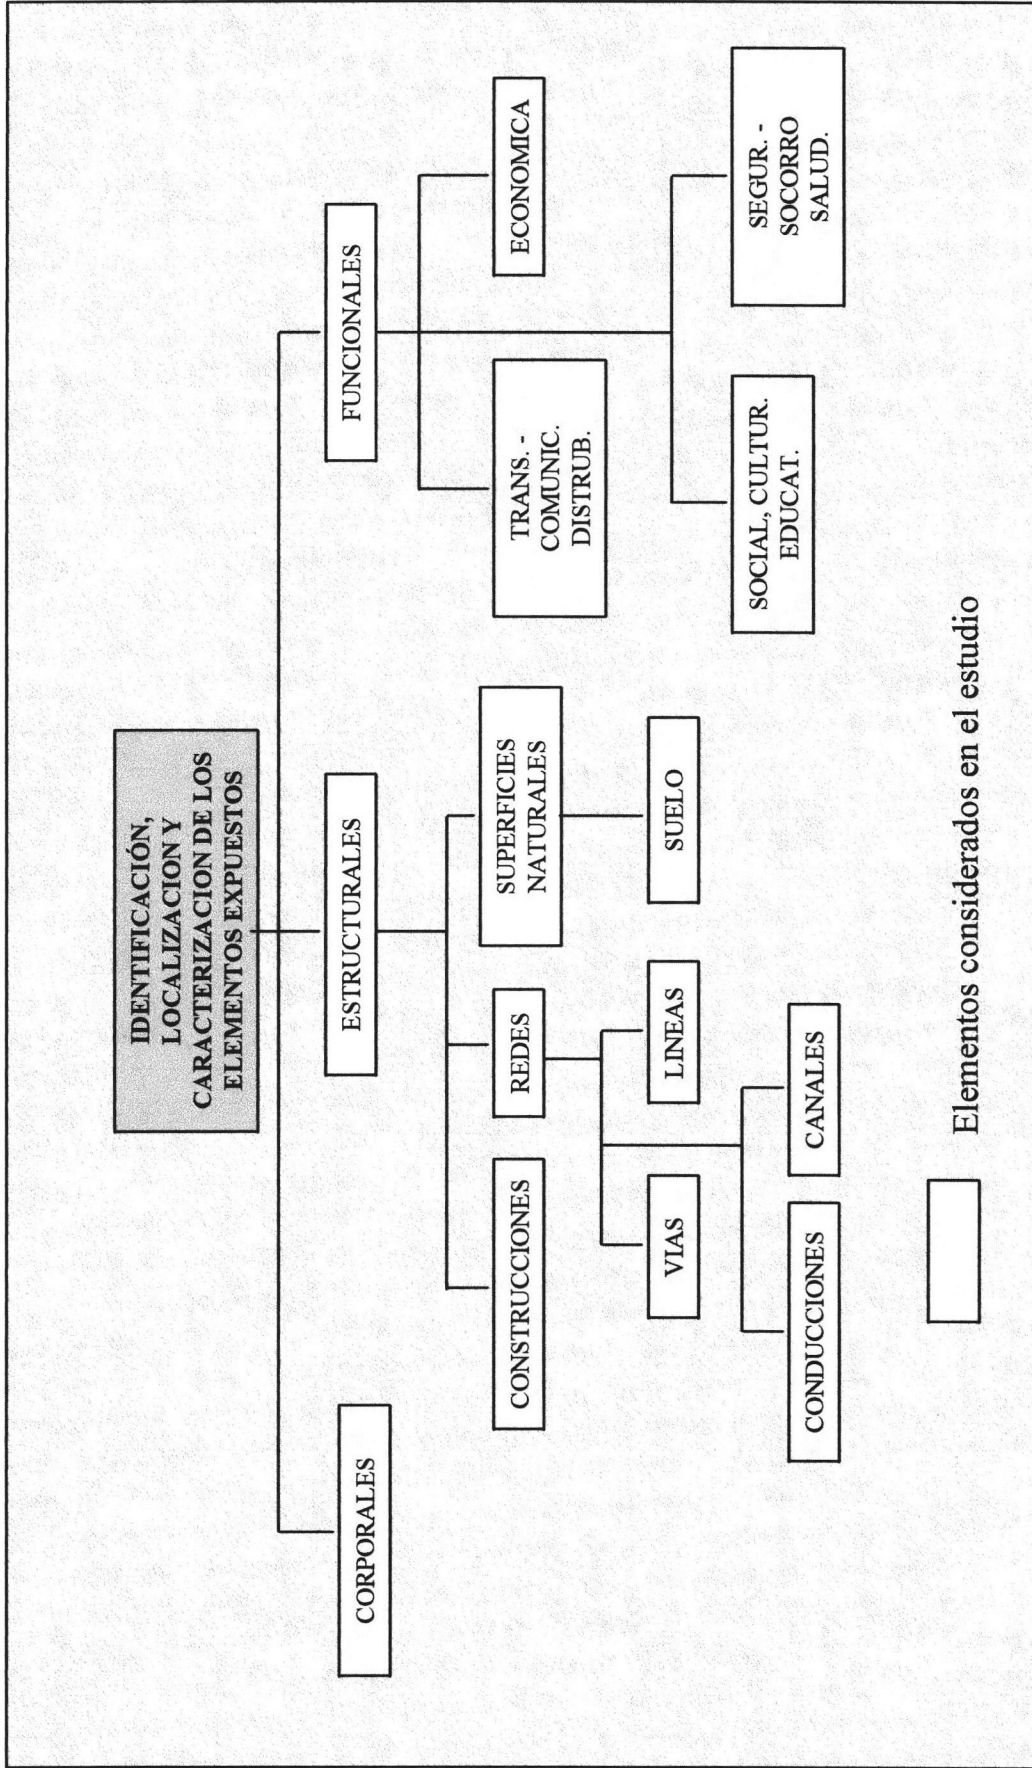 IDENTIFICACIÓN,
LOCALIZACION Y
CARACTERIZACION DE LOS
ELEMENTOS EXPUESTOS
CORPORALES
ESTRUCTURALES
FUNCIONALES
CONSTRUCCIONES
REDES
SUPERFICIES
NATURALES
TRANS. -
COMUNIC.
DISTRUB.
ECONOMICA
VIAS
LINEAS
SUELO
SOCIAL, CULTUR.
EDUCAT.
SEGUR. -
SOCORRO
SALUD.
CONDUCCIONES
CANALES
Elementos considerados en el estudio